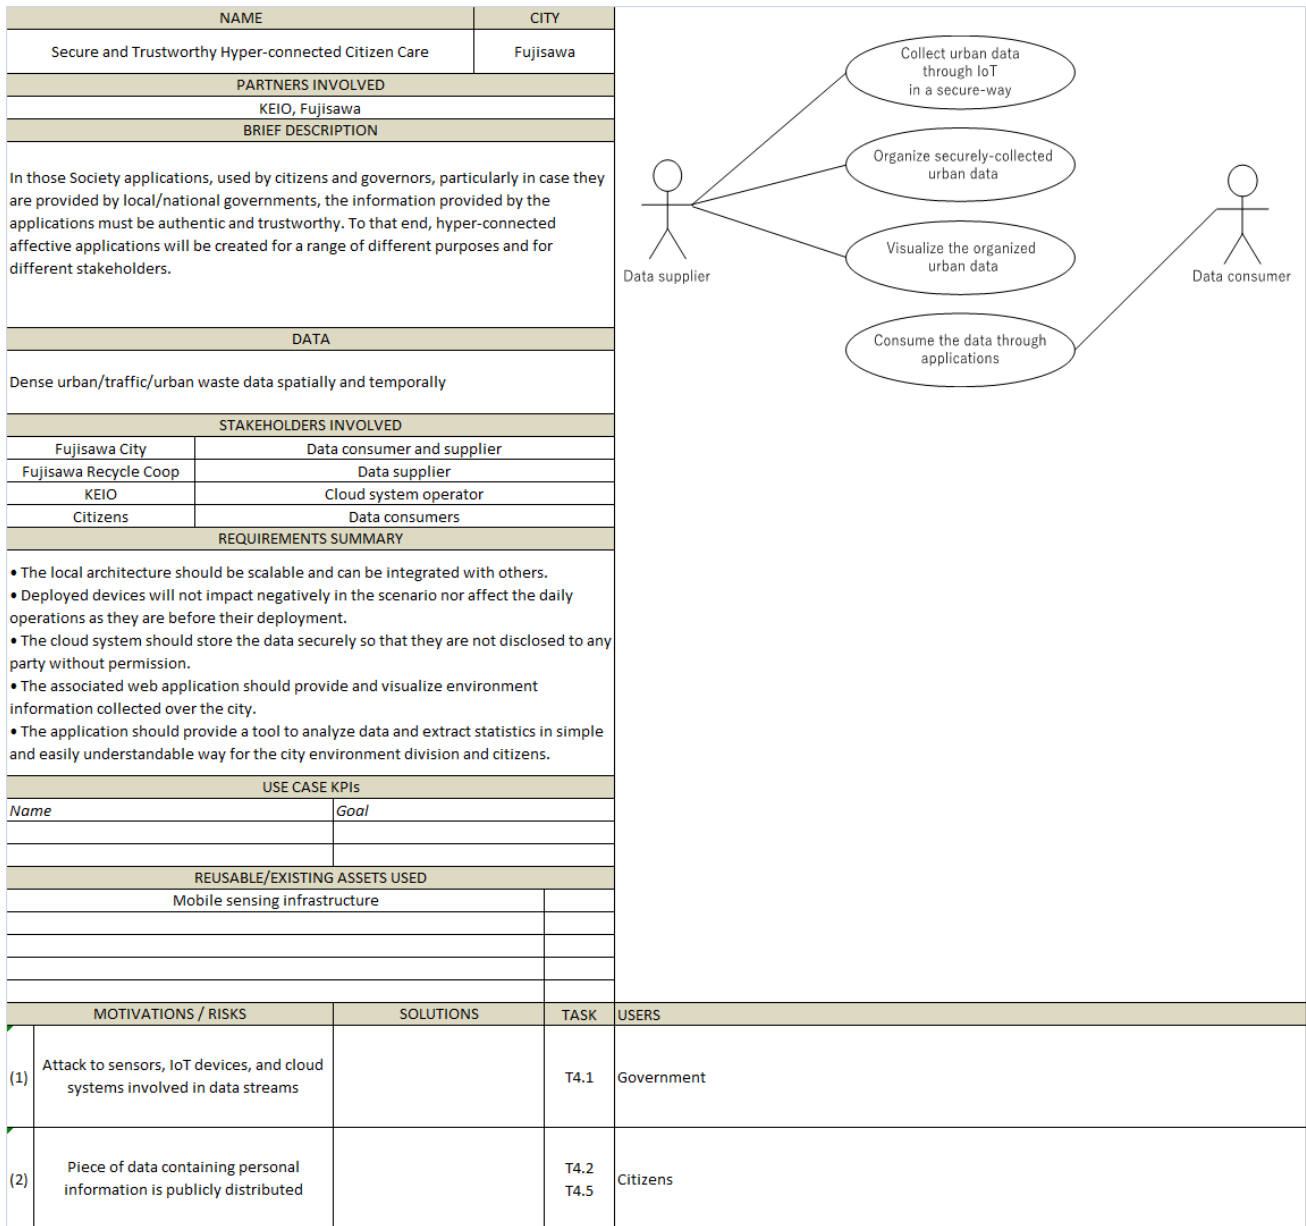 NAME
CITY
Secure and Trustworthy Hyper-connected Citizen Care
Fujisawa
PARTNERS INVOLVED
KEIO, Fujisawa
BRIEF DESCRIPTION
In those Society applications, used by citizens and governors, particularly in case they
are provided by local/national governments, the information provided by the
applications must be authentic and trustworthy. To that end, hyper-connected
affective applications will be created for a range of different purposes and for
different stakeholders.
DATA
Dense urban/traffic/urban waste data spatially and temporally
STAKEHOLDERS INVOLVED
Fujisawa City
Data consumer and supplier
Fujisawa Recycle Coop
Data supplier
KEIO
Cloud system operator
Citizens
Data consumers
REQUIREMENTS SUMMARY
• The local architecture should be scalable and can be integrated with others.
• Deployed devices will not impact negatively in the scenario nor affect the daily
operations as they are before their deployment.
• The cloud system should store the data securely so that they are not disclosed to any
party without permission.
• The associated web application should provide and visualize environment
information collected over the city.
• The application should provide a tool to analyze data and extract statistics in simple
and easily understandable way for the city environment division and citizens.
USE CASE KPIs
Name
Goal
REUSABLE/EXISTING ASSETS USED
Mobile sensing infrastructure
Collect urban data
through IoT
in a secure-way
Organize securely-collected
urban data
Visualize the organized
urban data
Consume the data through
applications
Data supplier
Data consumer
MOTIVATIONS / RISKS
SOLUTIONS
TASK
USERS
(1)
Attack to sensors, IoT devices, and cloud
systems involved in data streams
T4.1
Government
(2)
Piece of data containing personal
information is publicly distributed
T4.2
T4.5
Citizens